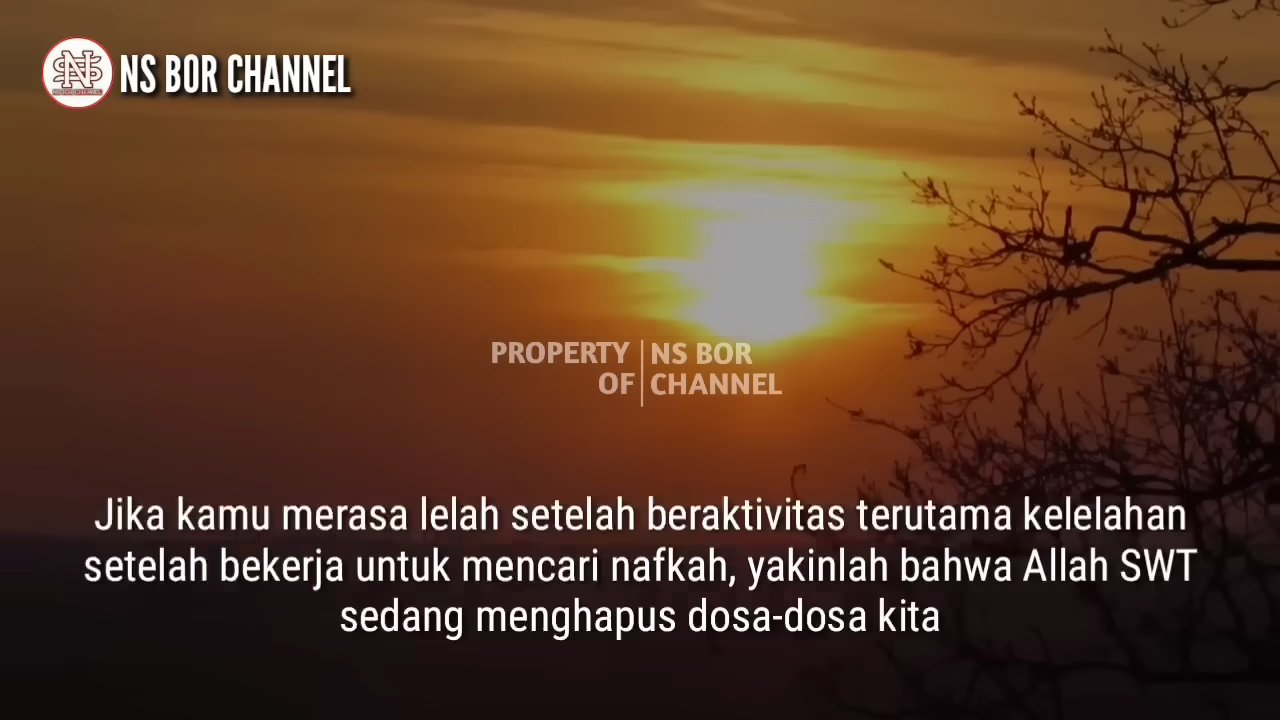 NS BOR CHANNEL
PROPERTY OF
NS BOR CHANNEL
Jika kamu merasa lelah setelah beraktivitas terutama kelelahan
setelah bekerja untuk mencari nafkah, yakinlah bahwa Allah SWT
sedang menghapus dosa-dosa kita